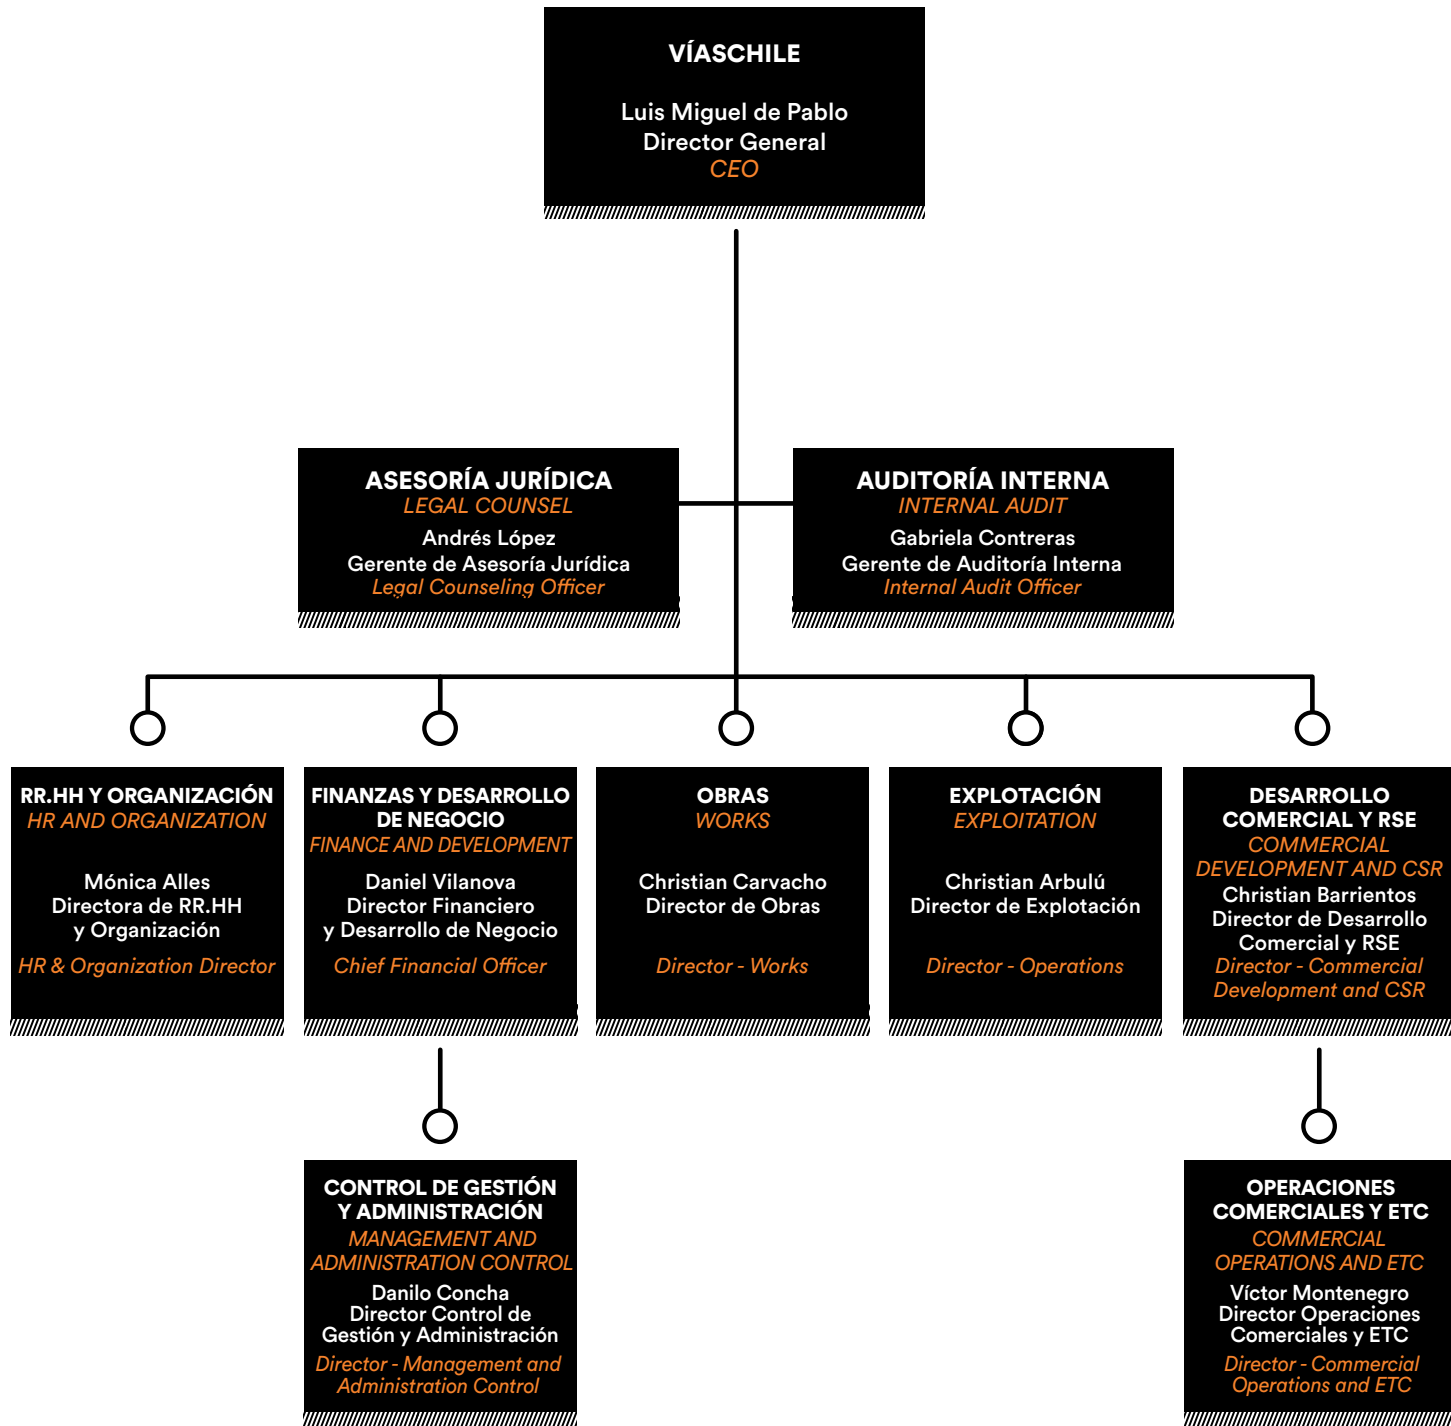 VÍASCHILE
Luis Miguel de Pablo
Director General
CEO
ASESORÍA JURÍDICA
LEGAL COUNSEL
Andrés López
Gerente de Asesoría Jurídica
Legal Counseling Officer
AUDITORÍA INTERNA
INTERNAL AUDIT
Gabriela Contreras
Gerente de Auditoría Interna
Internal Audit Officer
RR.HH Y ORGANIZACIÓN
HR AND ORGANIZATION
Mónica Alles
Directora de RR.HH
y Organización
HR & Organization Director
FINANZAS Y DESARROLLO
DE NEGOCIO
FINANCE AND DEVELOPMENT
Daniel Vilanova
Director Financiero
y Desarrollo de Negocio
Chief Financial Officer
OBRAS
WORKS
Christian Carvacho
Director de Obras
Director - Works
EXPLOTACIÓN
EXPLOITATION
Christian Arbulú
Director de Explotación
Director - Operations
DESARROLLO
COMERCIAL Y RSE
COMMERCIAL
DEVELOPMENT AND CSR
Christian Barrientos
Director de Desarrollo
Comercial y RSE
Director - Commercial
Development and CSR
CONTROL DE GESTIÓN
Y ADMINISTRACIÓN
MANAGEMENT AND
ADMINISTRATION CONTROL
Danilo Concha
Director Control de
Gestión y Administración
Director - Management and
Administration Control
OPERACIONES
COMERCIALES Y ETC
COMMERCIAL
OPERATIONS AND ETC
Víctor Montenegro
Director Operaciones
Comerciales y ETC
Director - Commercial
Operations and ETC